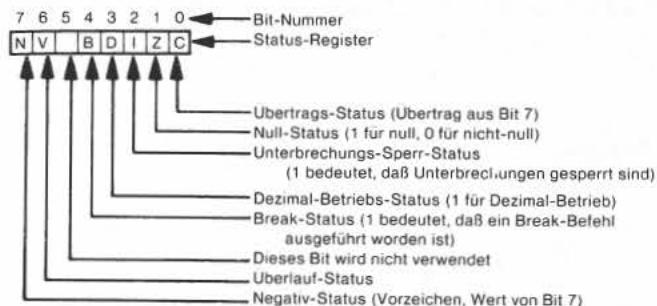 7 6 5 4 3 2 1 0 Bit-Nummer
N V B D I Z C Status-Register
Übertrags-Status (Übertrag aus Bit 7)
Null-Status (1 für null, 0 für nicht-null)
Unterbrechungs-Sperr-Status
(1 bedeutet, daß Unterbrechungen gesperrt sind)
Dezimal-Betriebs-Status (1 für Dezimal-Betrieb)
Break-Status (1 bedeutet, daß ein Break-Befehl
ausgeführt worden ist)
Dieses Bit wird nicht verwendet
Überlauf-Status
Negativ-Status (Vorzeichen, Wert von Bit 7)